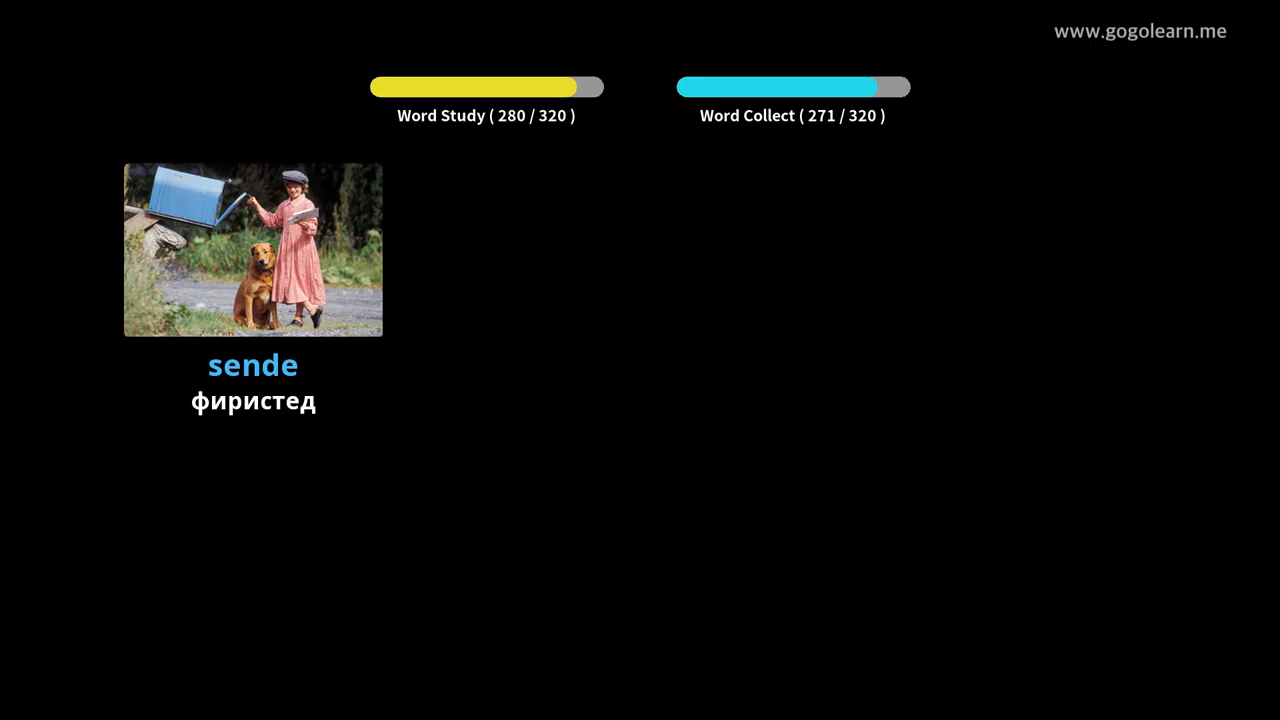 www.gogolearn.me
Word Study ( 280 / 320 )
Word Collect ( 271 / 320 )
sende
фиристед